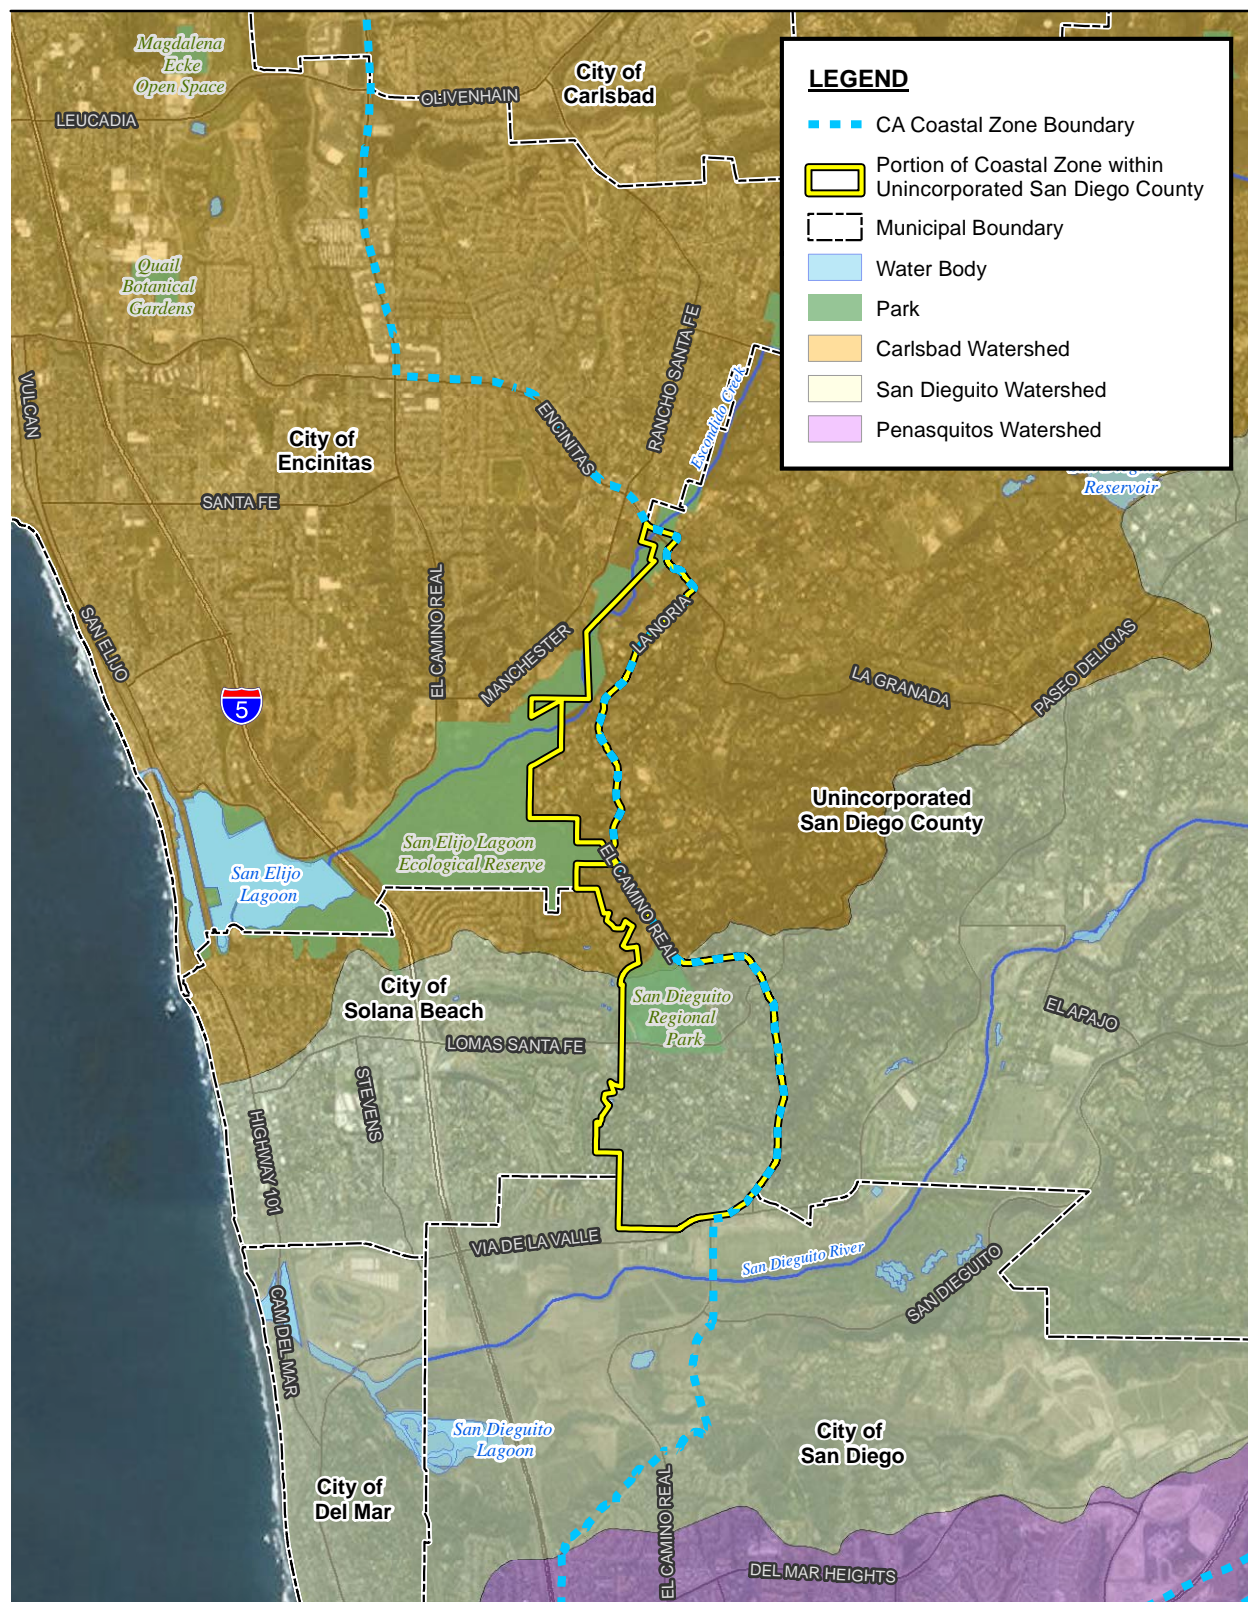 Magdalena
Ecke
Open Space
City of
Carlsbad
OLIVENHAIN
LEUCADIA
LEGEND
CA Coastal Zone Boundary
Portion of Coastal Zone within
Unincorporated San Diego County
Municipal Boundary
Water Body
Park
Carlsbad Watershed
San Dieguito Watershed
Penasquitos Watershed
Quail
Botanical
Gardens
RANCHO SANTA FE
VULCAN
Escondido Creek
ENCINITAS
City of
Encinitas
Reservoir
SANTA FE
SAN ELIJO
EL CAMINO REAL
MANCHESTER
LA NORIA
LA GRANADA
PASEO DELICIAS
5
Unincorporated
San Diego County
San Elijo Lagoon
Ecological Reserve
San Elijo
Lagoon
EL CAMINO REAL
City of
Solana Beach
San Dieguito
Regional
Park
EL APAJO
LOMAS SANTA FE
STEVENS
HIGHWAY 101
VIA DE LA VALLE
San Dieguito River
SAN DIEGUITO
CAM DEL MAR
San Dieguito
Lagoon
City of
San Diego
City of
Del Mar
EL CAMINO REAL
DEL MAR HEIGHTS